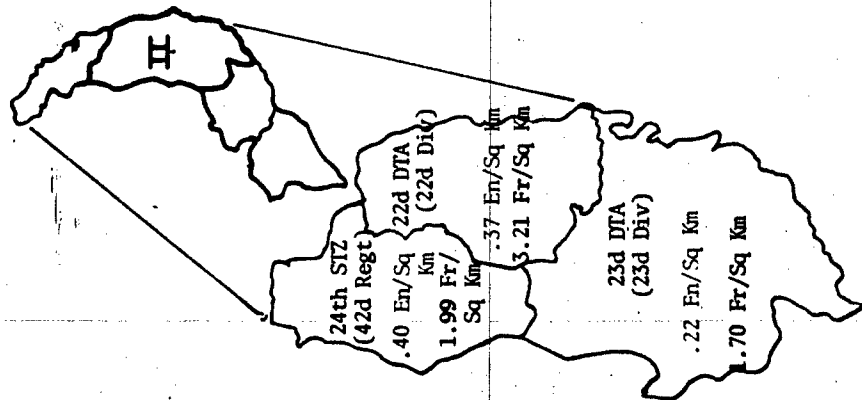 II
24th STZ
(42d Regt)
.40 En/Sq
Km
1.99 Fr/
Sq Km
22d DTA
(22d Div)
.37 En/Sq Km
3.21 Fr/Sq Km
23d DTA
(23d Div)
.22 En/Sq Km
1.70 Fr/Sq Km